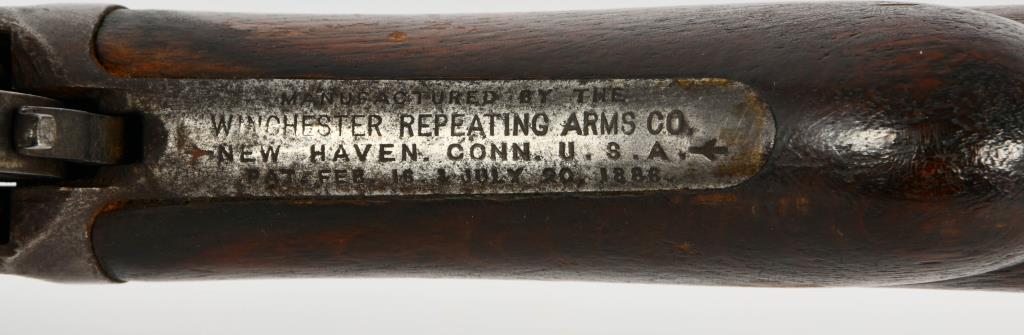 MANUFACTURED BY THE
WINCHESTER REPEATING ARMS CO.
NEW HAVEN. CONN. U. S. A.
PAT. FEB. 16 & JULY 20, 1886.